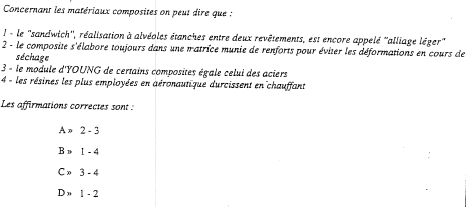 Concernant les matériaux composites on peut dire que :
1 - le "sandwich", réalisation à alvéoles étanches entre deux revêtements, est encore appelé "alliage léger"
2 - le composite s'élabore toujours dans une matrice munie de renforts pour éviter les déformations en cours de
séchage
3 - le module d'YOUNG de certains composites égale celui des aciers
4 - les résines les plus employées en aéronautique durcissent en chauffant
Les affirmations correctes sont :
A» 2 - 3
B» 1 - 4
C» 3 - 4
D» 1 - 2